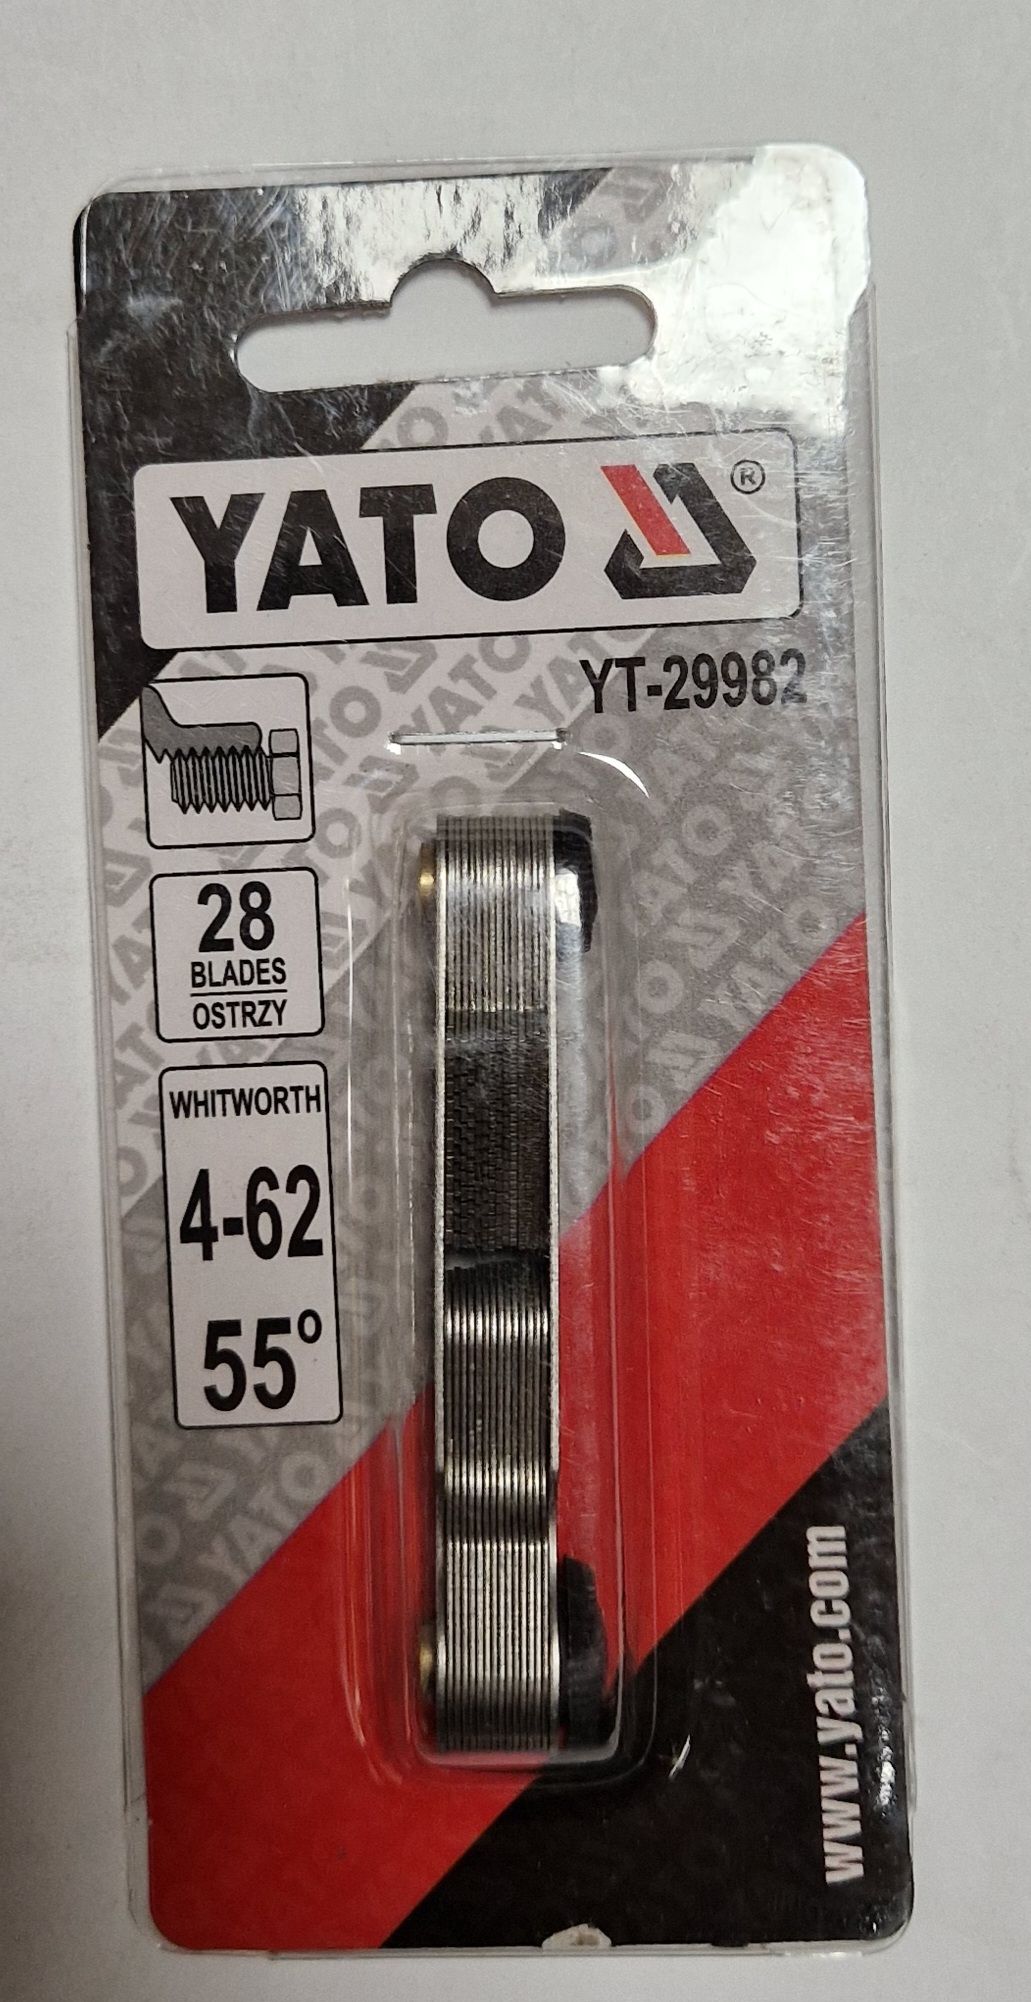 YATO ®
YT-29982
28
BLADES
OSTRZY
WHITWORTH
4-62
55°
www.yato.com